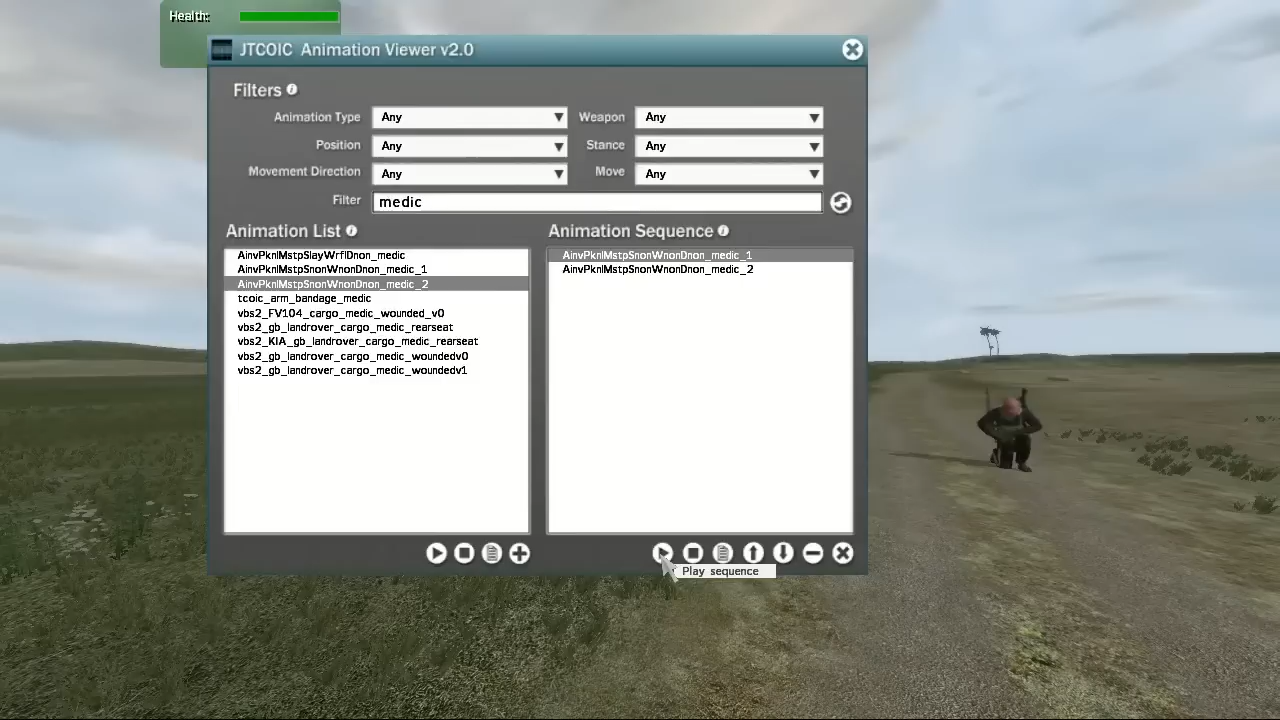 Health:
JTCOIC Animation Viewer v2.0
Filters
Animation Type Any Weapon Any
Position Any Stance Any
Movement Direction Any Move Any
Filter medic
Animation List
AinvPknlMstpSlayWrflDnon_medic
AinvPknlMstpSnonWnonDnon_medic_1
AinvPknlMstpSnonWnonDnon_medic_2
tcoic_arm_bandage_medic
vbs2_FV104_cargo_medic_wounded_v0
vbs2_gb_landrover_cargo_medic_rearseat
vbs2_KIA_gb_landrover_cargo_medic_rearseat
vbs2_gb_landrover_cargo_medic_woundedv0
vbs2_gb_landrover_cargo_medic_woundedv1
Animation Sequence
AinvPknlMstpSnonWnonDnon_medic_1
AinvPknlMstpSnonWnonDnon_medic_2
Play sequence